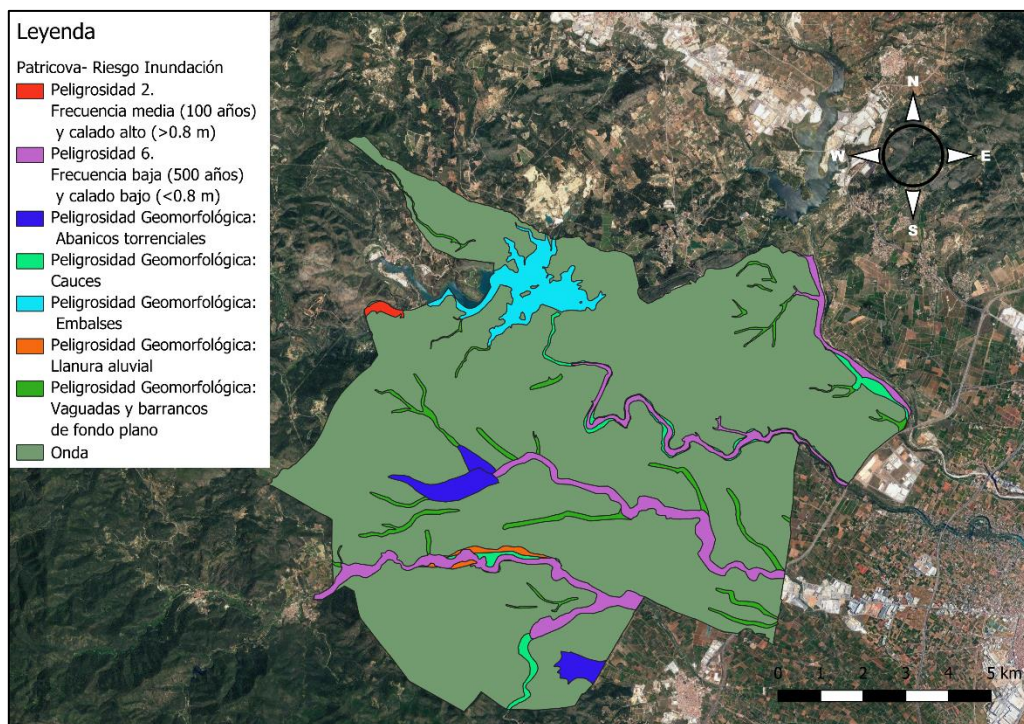 Leyenda
Patricova- Riesgo Inundación
Peligrosidad 2.
Frecuencia media (100 años)
y calado alto (>0.8 m)
Peligrosidad 6.
Frecuencia baja (500 años)
y calado bajo (<0.8 m)
Peligrosidad Geomorfológica:
Abanicos torrenciales
Peligrosidad Geomorfológica:
Cauces
Peligrosidad Geomorfológica:
Embalses
Peligrosidad Geomorfológica:
Llanura aluvial
Peligrosidad Geomorfológica:
Vaguadas y barrancos
de fondo plano
Onda
N
W
E
S
0 1 2 3 4 5 km